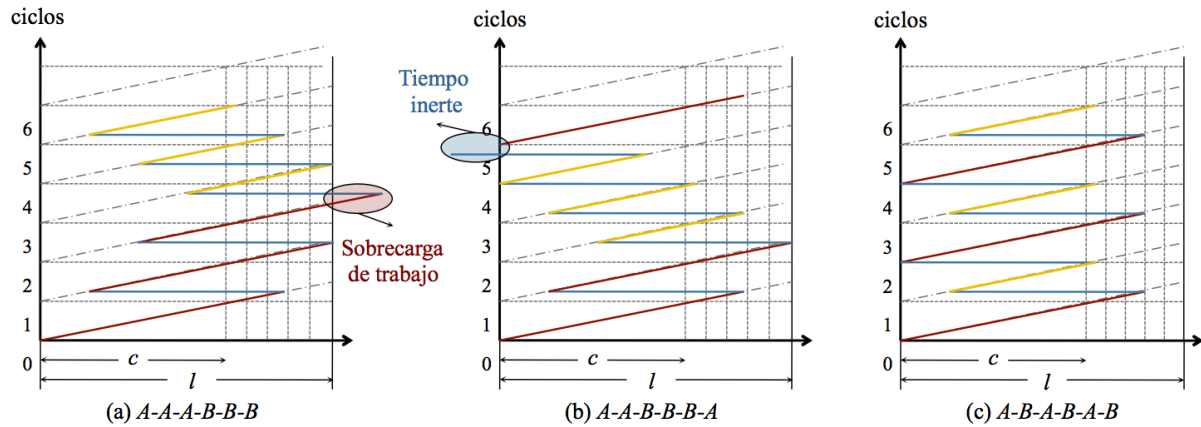 ciclos
6
5
4
3
2
1
0
Sobrecarga
de trabajo
c
l
(a) A-A-A-B-B-B
ciclos
Tiempo
inerte
6
5
4
3
2
1
0
c
l
(b) A-A-B-B-B-A
ciclos
6
5
4
3
2
1
0
c
l
(c) A-B-A-B-A-B